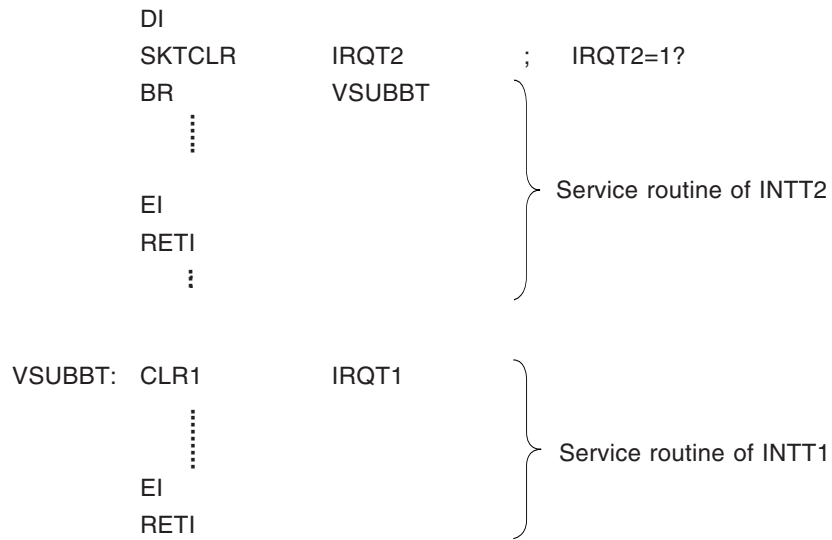 DI
SKTCLR IRQT2 ; IRQT2=1?
BR VSUBBT
Service routine of INTT2
EI
RETI
VSUBBT: CLR1 IRQT1
Service routine of INTT1
EI
RETI